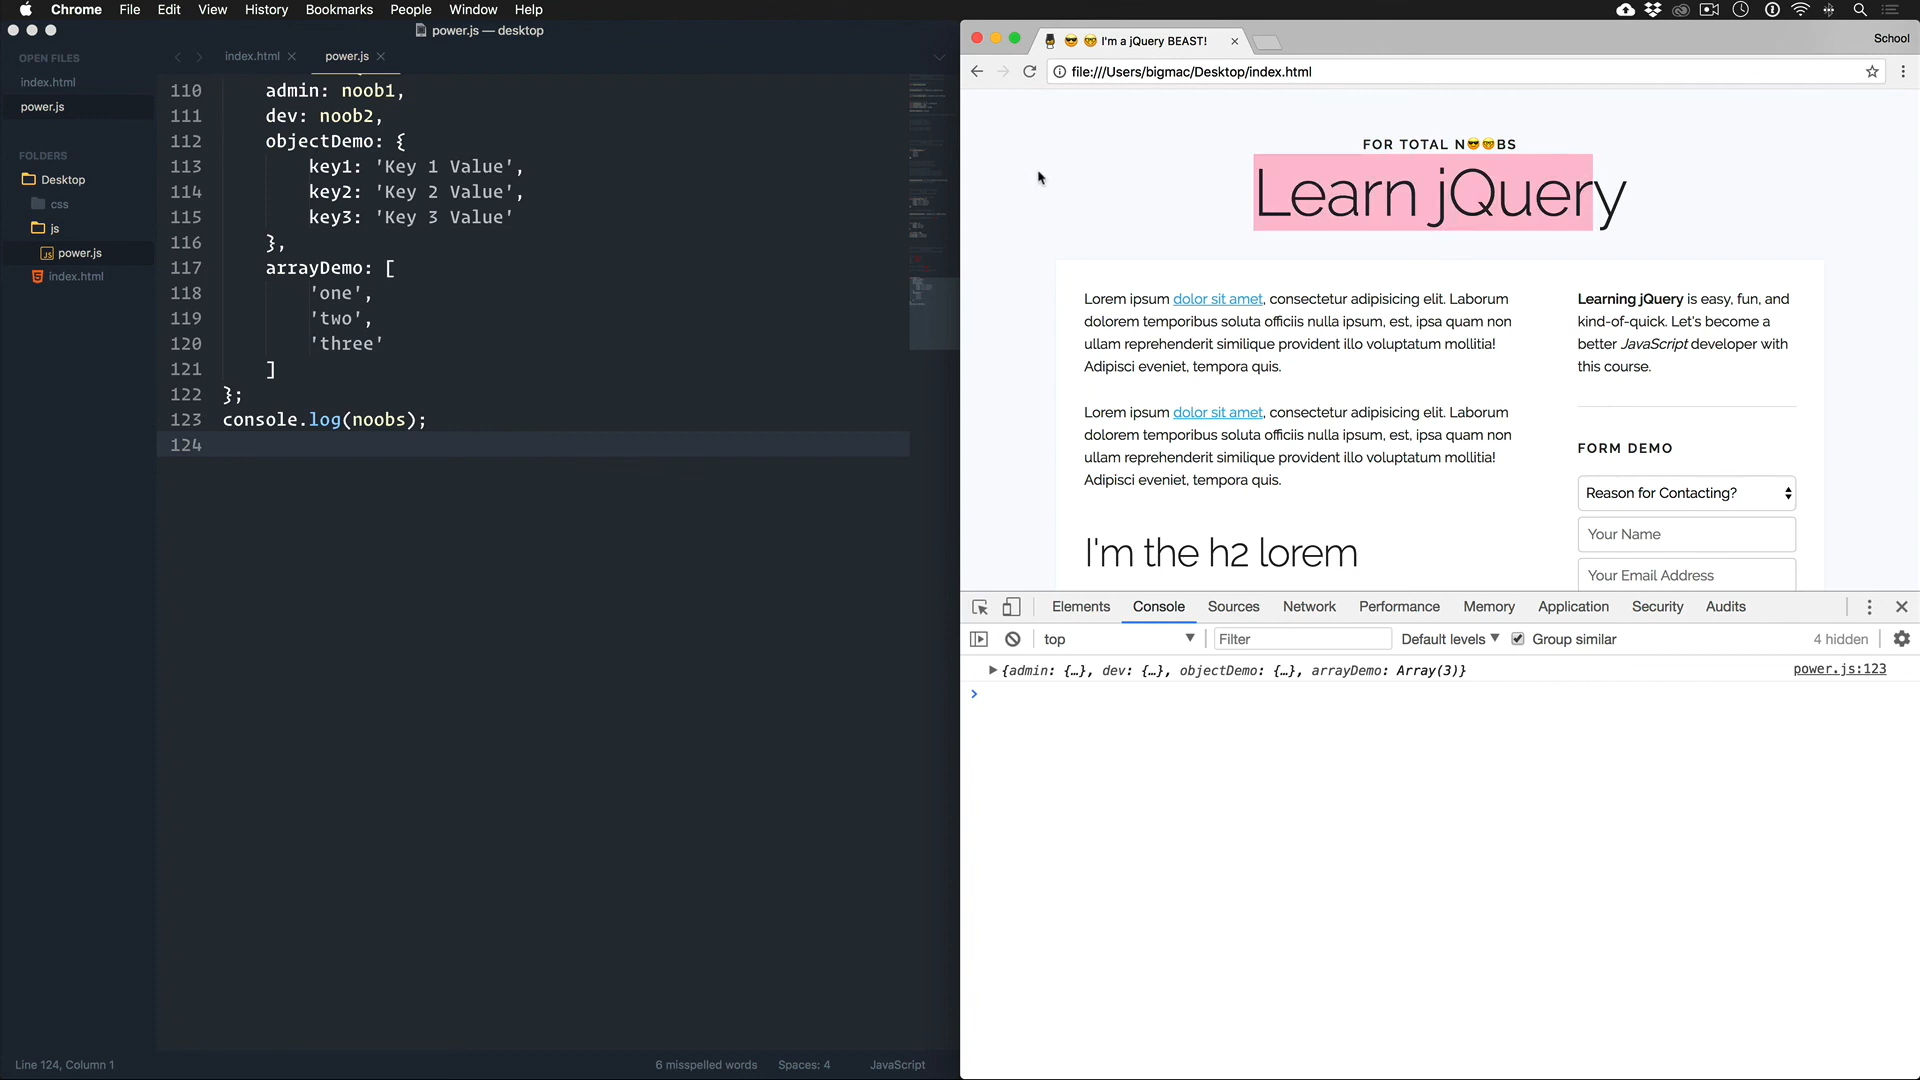 Chrome File Edit View History Bookmarks People Window Help
power.js — desktop
OPEN FILES
index.html
power.js
FOLDERS
Desktop
css
js
power.js
index.html
index.html × power.js ×
110 admin: noob1,
111 dev: noob2,
112 objectDemo: {
113 key1: 'Key 1 Value',
114 key2: 'Key 2 Value',
115 key3: 'Key 3 Value'
116 },
117 arrayDemo: [
118 'one',
119 'two',
120 'three'
121 ]
122 };
123 console.log(noobs);
124
Line 124, Column 1 6 misspelled words Spaces: 4 JavaScript
😎 🤓 I'm a jQuery BEAST! × School
file:///Users/bigmac/Desktop/index.html
FOR TOTAL N😎🤓BS
Learn jQuery
Lorem ipsum dolor sit amet, consectetur adipisicing elit. Laborum
dolorem temporibus soluta officiis nulla ipsum, est, ipsa quam non
ullam reprehenderit similique provident illo voluptatum mollitia!
Adipisci eveniet, tempora quis.
Lorem ipsum dolor sit amet, consectetur adipisicing elit. Laborum
dolorem temporibus soluta officiis nulla ipsum, est, ipsa quam non
ullam reprehenderit similique provident illo voluptatum mollitia!
Adipisci eveniet, tempora quis.
I'm the h2 lorem
Learning jQuery is easy, fun, and
kind-of-quick. Let's become a
better JavaScript developer with
this course.
FORM DEMO
Reason for Contacting?
Your Name
Your Email Address
Elements Console Sources Network Performance Memory Application Security Audits
top Filter Default levels Group similar 4 hidden
{admin: {…}, dev: {…}, objectDemo: {…}, arrayDemo: Array(3)} power.js:123